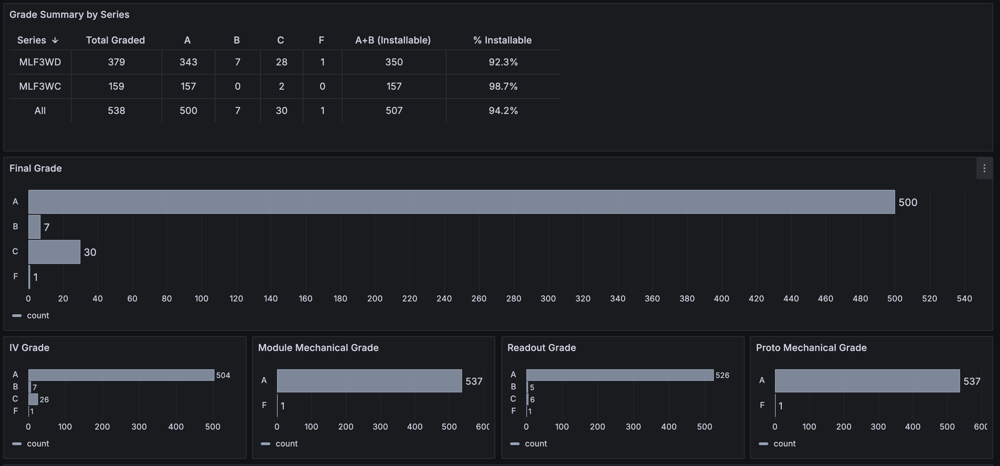 Grade Summary by Series
Series ↓ Total Graded A B C F A+B (Installable) % Installable
MLF3WD 379 343 7 28 1 350 92.3%
MLF3WC 159 157 0 2 0 157 98.7%
All 538 500 7 30 1 507 94.2%
Final Grade
A 500
B 7
C 30
F 1
0 20 40 60 80 100 120 140 160 180 200 220 240 260 280 300 320 340 360 380 400 420 440 460 480 500 520 540
count
IV Grade
A 504
B 7
C 26
F 1
0 100 200 300 400 500
count
Module Mechanical Grade
A 537
F 1
0 100 200 300 400 500 600
count
Readout Grade
A 526
B 5
C 6
F 1
0 100 200 300 400 500
count
Proto Mechanical Grade
A 537
F 1
0 100 200 300 400 500 600
count